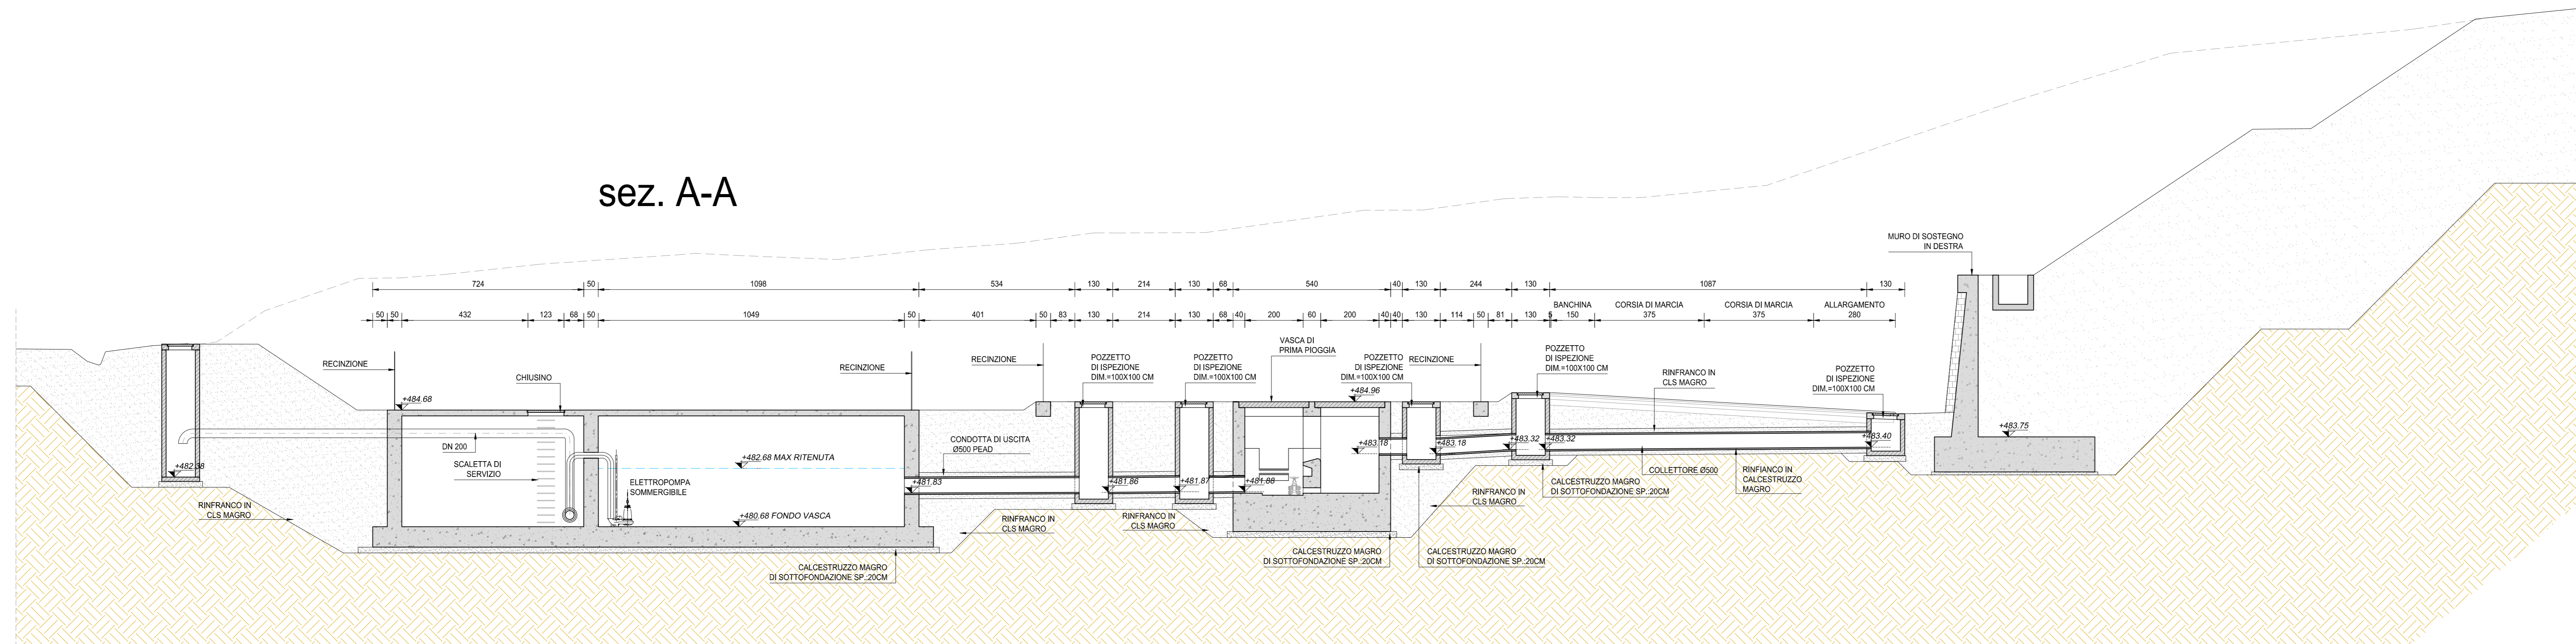 sez. A-A
MURO DI SOSTEGNO
IN DESTRA
724 50 1098 534 130 214 130 68 540 40 130 244 130 1087 130
BANCHINA CORSIA DI MARCIA CORSIA DI MARCIA ALLARGAMENTO
50 50 432 123 68 50 1049 50 401 50 83 130 214 130 68 40 200 60 200 40 40 130 114 50 81 130 5 150 375 375 280
RECINZIONE
CHIUSINO
RECINZIONE
RECINZIONE
POZZETTO
DI ISPEZIONE
DIM.=100X100 CM
POZZETTO
DI ISPEZIONE
DIM.=100X100 CM
VASCA DI
PRIMA PIOGGIA
POZZETTO
DI ISPEZIONE
DIM.=100X100 CM
RECINZIONE
POZZETTO
DI ISPEZIONE
DIM.=100X100 CM
RINFRANCO IN
CLS MAGRO
POZZETTO
DI ISPEZIONE
DIM.=100X100 CM
+484.68
+484.96
+483.75
DN 200
SCALETTA DI
SERVIZIO
ELETTROPOMPA
SOMMERGIBILE
+482.38
+482.68 MAX RITENUTA
+480.68 FONDO VASCA
CONDOTTA DI USCITA
Ø500 PEAD
+481.83
+481.86
+481.87
+481.88
+483.18
+483.18
+483.32
+483.32
+483.40
COLLETTORE Ø500
RINFIANCO IN
CALCESTRUZZO
MAGRO
RINFRANCO IN
CLS MAGRO
RINFRANCO IN
CLS MAGRO
RINFRANCO IN
CLS MAGRO
RINFRANCO IN
CLS MAGRO
CALCESTRUZZO MAGRO
DI SOTTOFONDAZIONE SP.:20CM
CALCESTRUZZO MAGRO
DI SOTTOFONDAZIONE SP.:20CM
CALCESTRUZZO MAGRO
DI SOTTOFONDAZIONE SP.:20CM
CALCESTRUZZO MAGRO
DI SOTTOFONDAZIONE SP.:20CM